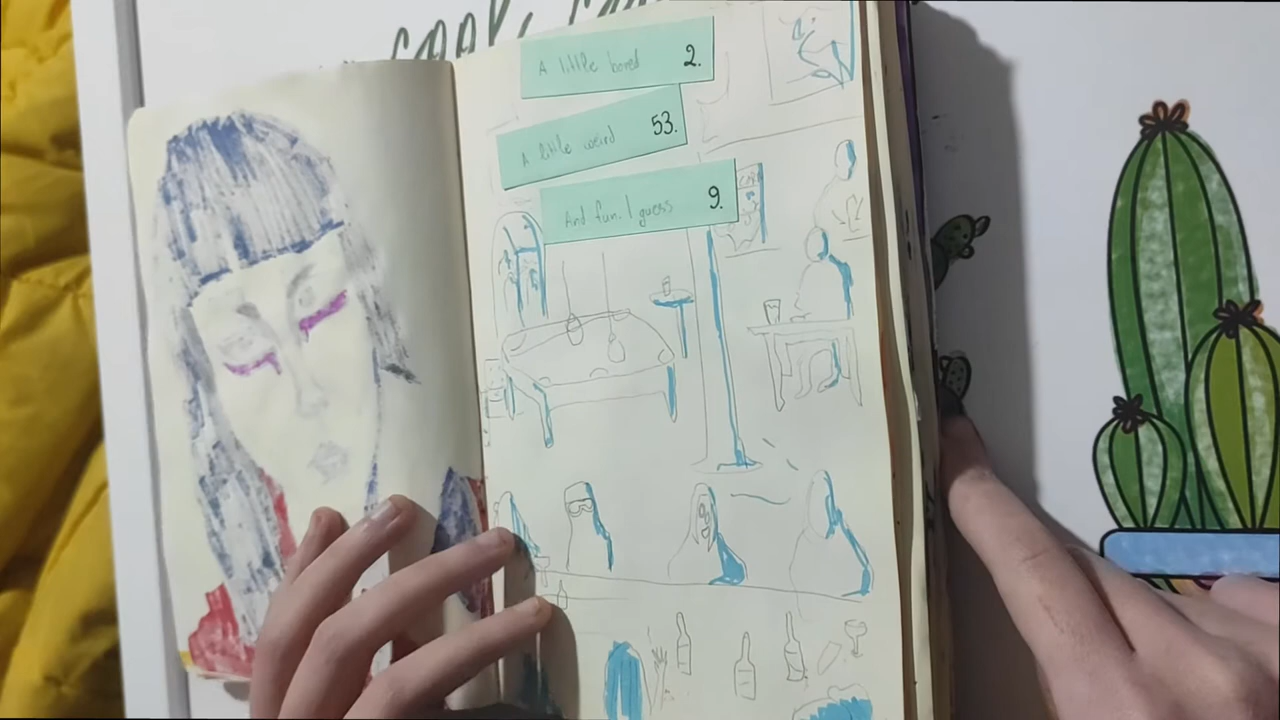 A little bored 2.
A little weird 53.
And fun. I guess 9.